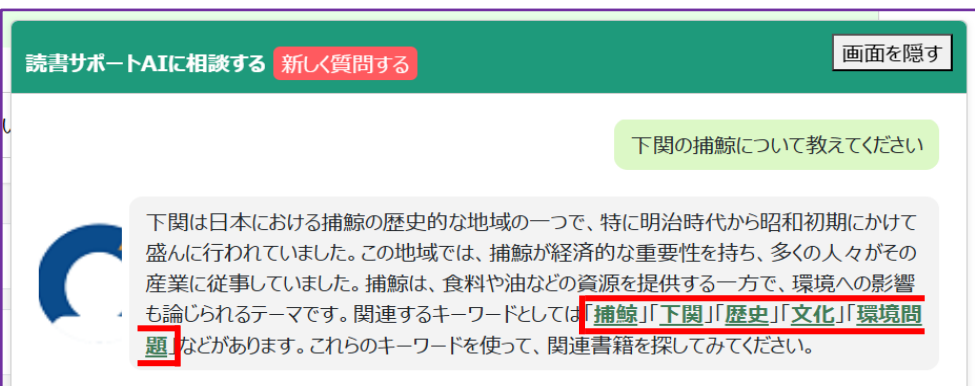 読書サポートAIに相談する 新しく質問する 画面を隠す
い
下関の捕鯨について教えてください
下関は日本における捕鯨の歴史的な地域の一つで、特に明治時代から昭和初期にかけて
盛んに行われていました。この地域では、捕鯨が経済的な重要性を持ち、多くの人々がその
産業に従事していました。捕鯨は、食料や油などの資源を提供する一方で、環境への影響
も論じられるテーマです。関連するキーワードとしては「捕鯨」「下関」「歴史」「文化」「環境問
題」などがあります。これらのキーワードを使って、関連書籍を探してみてください。